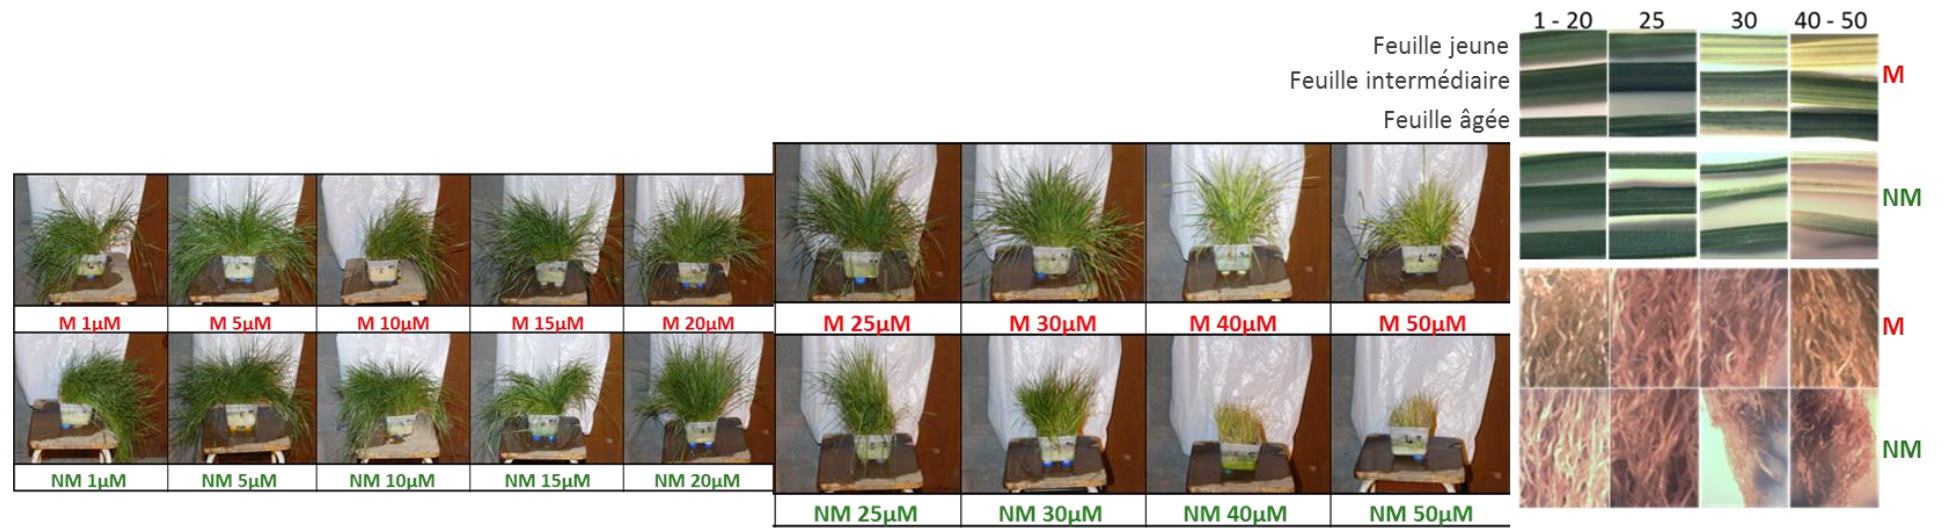 1 - 20 25 30 40 - 50
Feuille jeune
Feuille intermédiaire
Feuille âgée
M
NM
M 1µM M 5µM M 10µM M 15µM M 20µM M 25µM M 30µM M 40µM M 50µM
M
NM 1µM NM 5µM NM 10µM NM 15µM NM 20µM
NM 25µM NM 30µM NM 40µM NM 50µM
NM